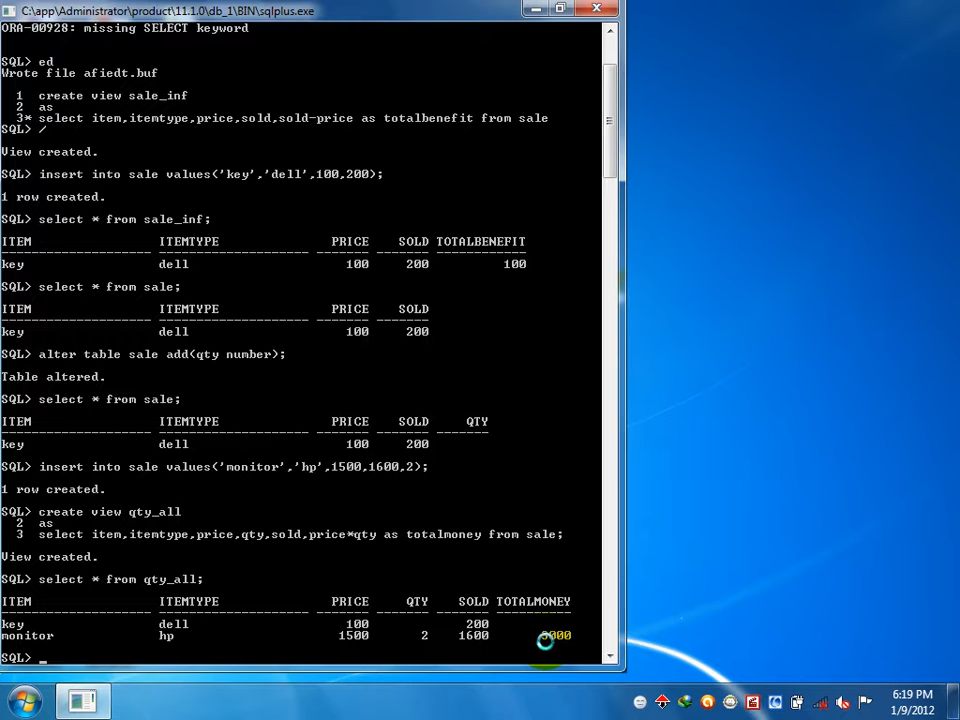 C:\app\Administrator\product\11.1.0\db_1\BIN\sqlplus.exe
ORA-00928: missing SELECT keyword
SQL> ed
Wrote file afiedt.buf
1 create view sale_inf
2 as
3* select item,itemtype,price,sold,sold-price as totalbenefit from sale
SQL> /
View created.
SQL> insert into sale values('key','dell',100,200);
1 row created.
SQL> select * from sale_inf;
ITEM ITEMTYPE PRICE SOLD TOTALBENEFIT
key dell 100 200 100
SQL> select * from sale;
ITEM ITEMTYPE PRICE SOLD
key dell 100 200
SQL> alter table sale add(qty number);
Table altered.
SQL> select * from sale;
ITEM ITEMTYPE PRICE SOLD QTY
key dell 100 200
SQL> insert into sale values('monitor','hp',1500,1600,2);
1 row created.
SQL> create view qty_all
2 as
3 select item,itemtype,price,qty,sold,price*qty as totalmoney from sale;
View created.
SQL> select * from qty_all;
ITEM ITEMTYPE PRICE QTY SOLD TOTALMONEY
key dell 100 200
monitor hp 1500 2 1600 3000
SQL> _
6:19 PM
1/9/2012